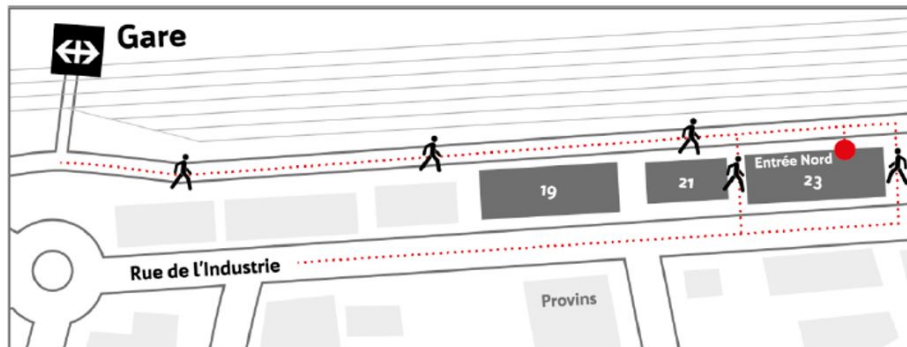 Gare
Entrée Nord
19
21
23
Rue de l'Industrie
Provins